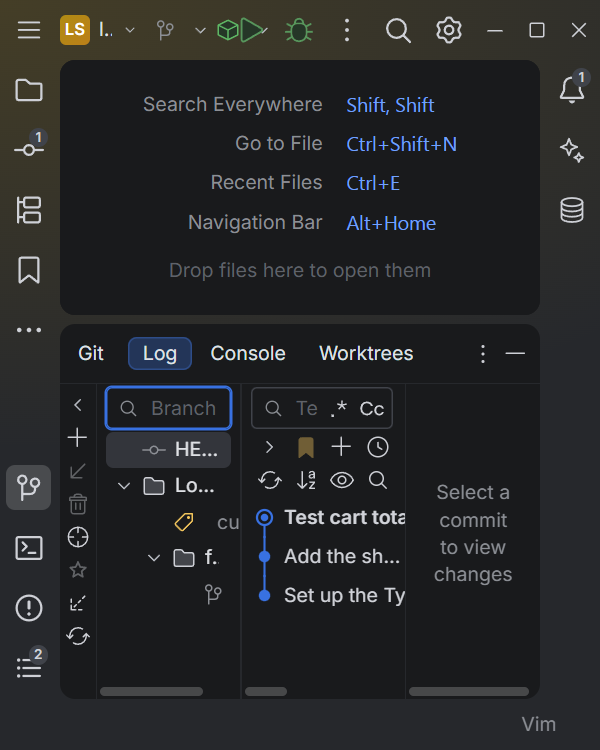 LS l..
1
1
Search Everywhere Shift, Shift
Go to File Ctrl+Shift+N
Recent Files Ctrl+E
Navigation Bar Alt+Home
Drop files here to open them
Git Log Console Worktrees
Branch
Te .* Cc
HE...
Lo...
cu
f..
Test cart tota
Add the sh...
Set up the Ty
Select a
commit
to view
changes
2
Vim